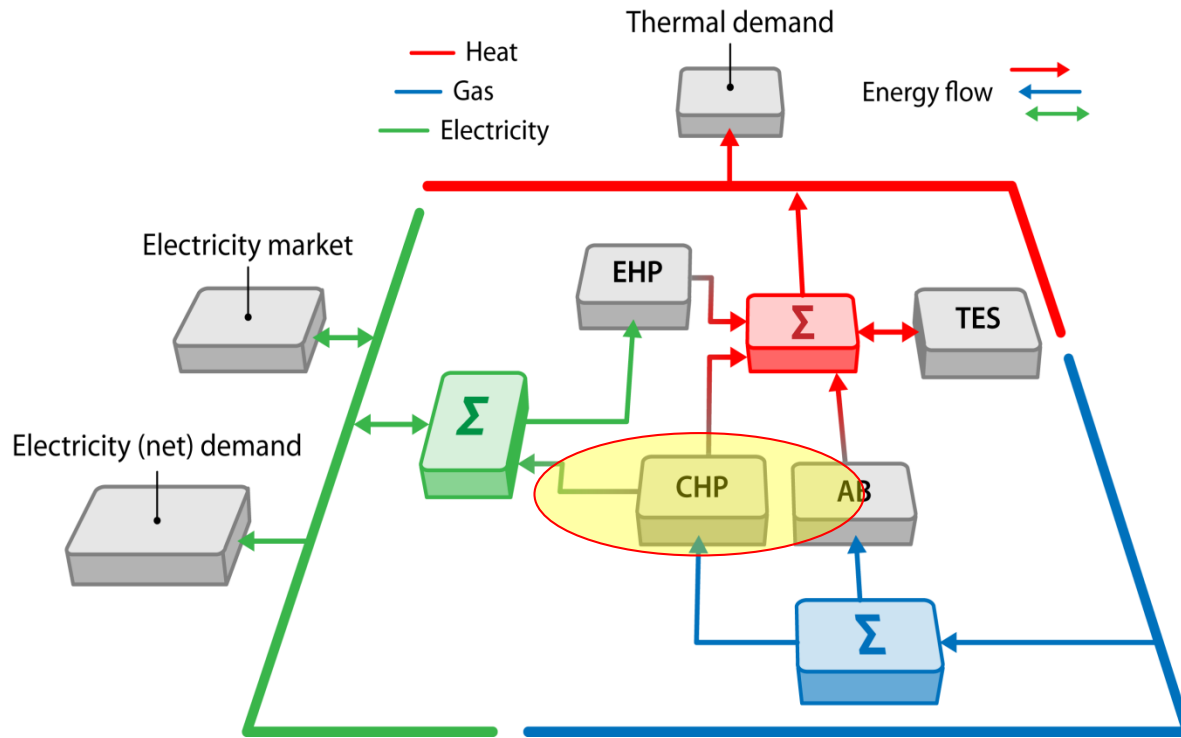 Thermal demand
Heat
Gas
Electricity
Energy flow
Electricity market
EHP
Σ
TES
Σ
Electricity (net) demand
CHP
AB
Σ